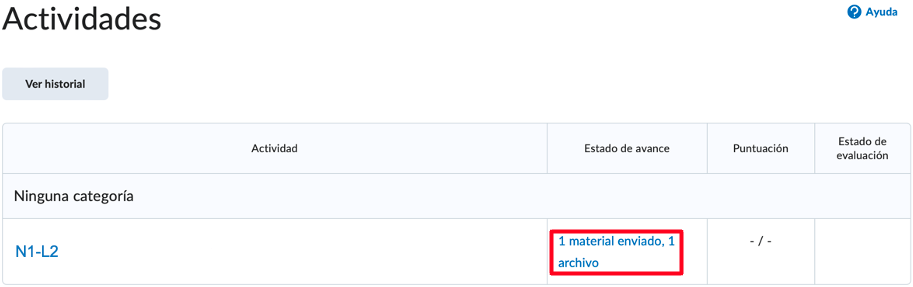 Actividades
Ayuda
Ver historial
Actividad
Estado de avance
Puntuación
Estado de
evaluación
Ninguna categoría
N1-L2
1 material enviado, 1
archivo
- / -